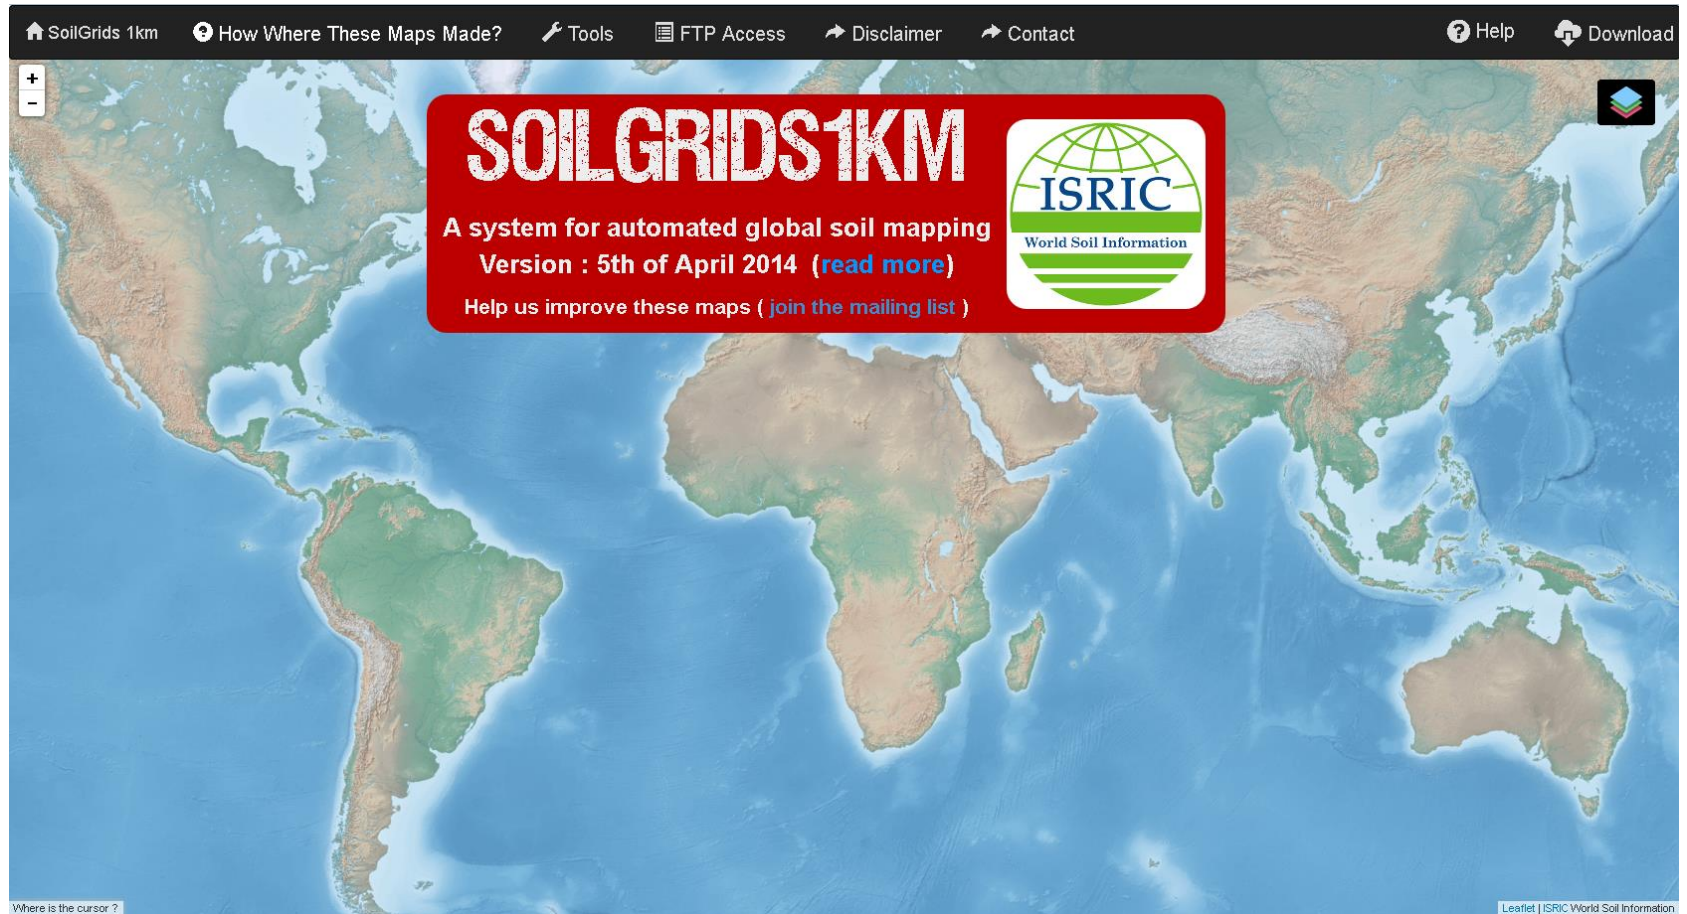 SoilGrids 1km How Where These Maps Made? Tools FTP Access Disclaimer Contact Help Download
+
-
SOILGRIDS1KM
A system for automated global soil mapping
Version : 5th of April 2014 (read more)
Help us improve these maps ( join the mailing list )
ISRIC
World Soil Information
Where is the cursor ?
Leaflet | ISRIC World Soil Information